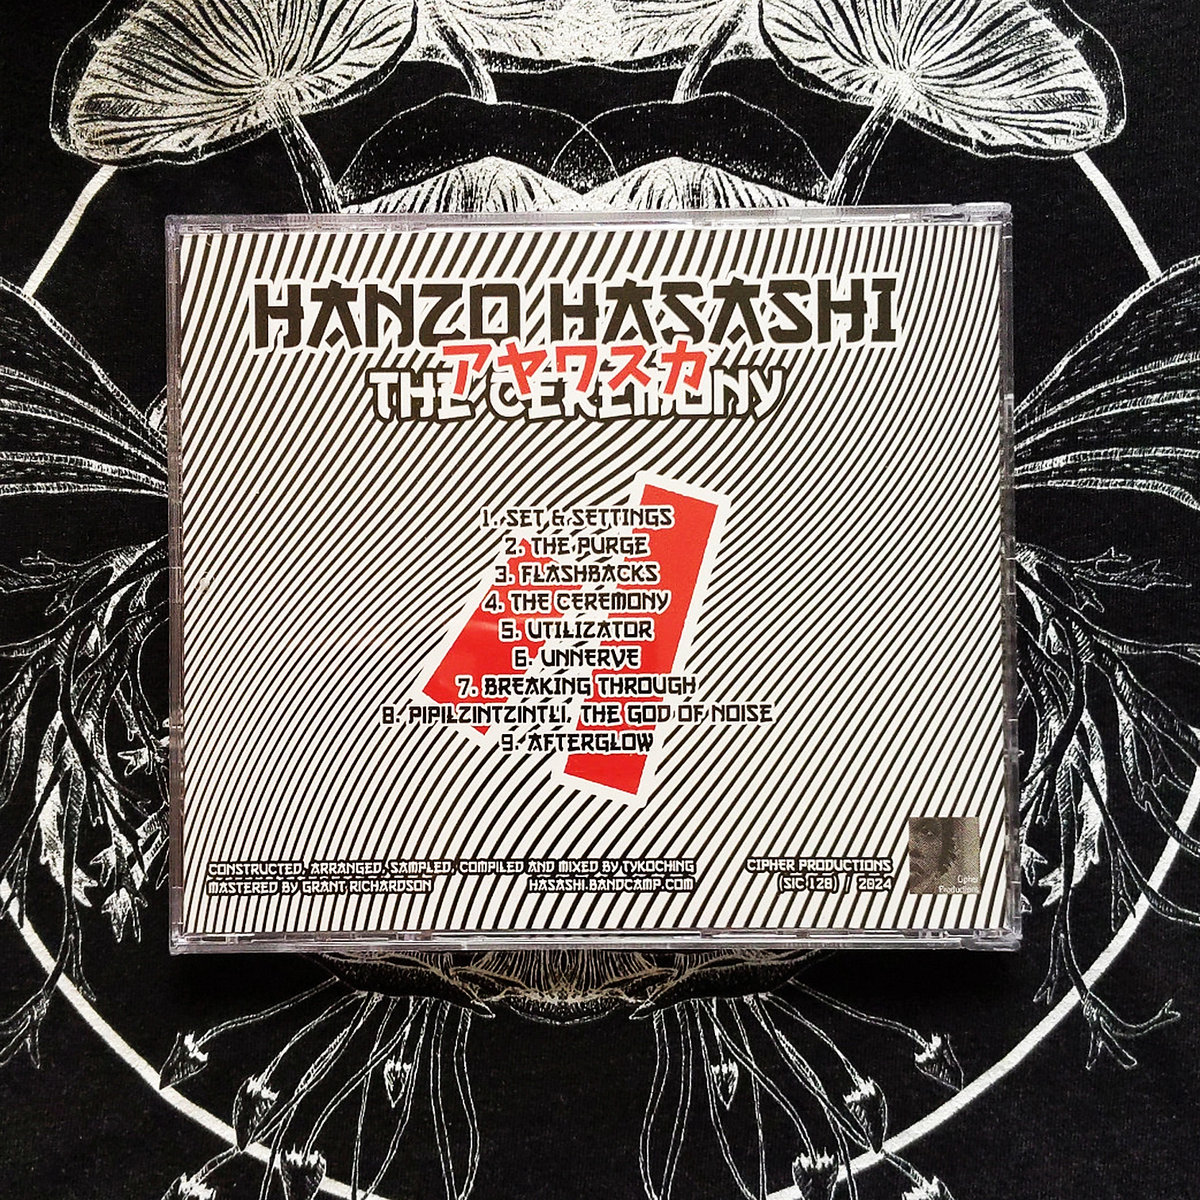 HANZO HASASHI
アヤワスカ
THE CEREMONY
1. SET & SETTINGS
2. THE PURGE
3. FLASHBACKS
4. THE CEREMONY
5. UTILIZATOR
6. UNNERVE
7. BREAKING THROUGH
8. PIPILZINTZINTLI, THE GOD OF NOISE
9. AFTERGLOW
CONSTRUCTED, ARRANGED, SAMPLED, COMPILED AND MIXED BY TYKOCHING
MASTERED BY GRANT RICHARDSON
HASASHI.BANDCAMP.COM
CIPHER PRODUCTIONS
(SIC 128) / 2024
Cipher
Productions